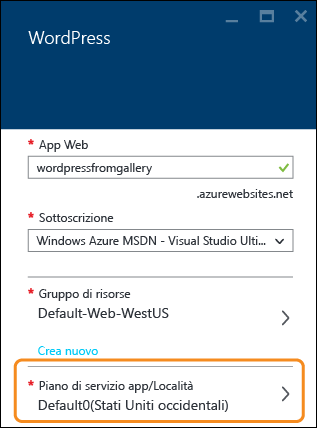 WordPress
* App Web
wordpressfromgallery
.azurewebsites.net
* Sottoscrizione
Windows Azure MSDN - Visual Studio Ulti...
* Gruppo di risorse
Default-Web-WestUS
Crea nuovo
* Piano di servizio app/Località
Default0(Stati Uniti occidentali)